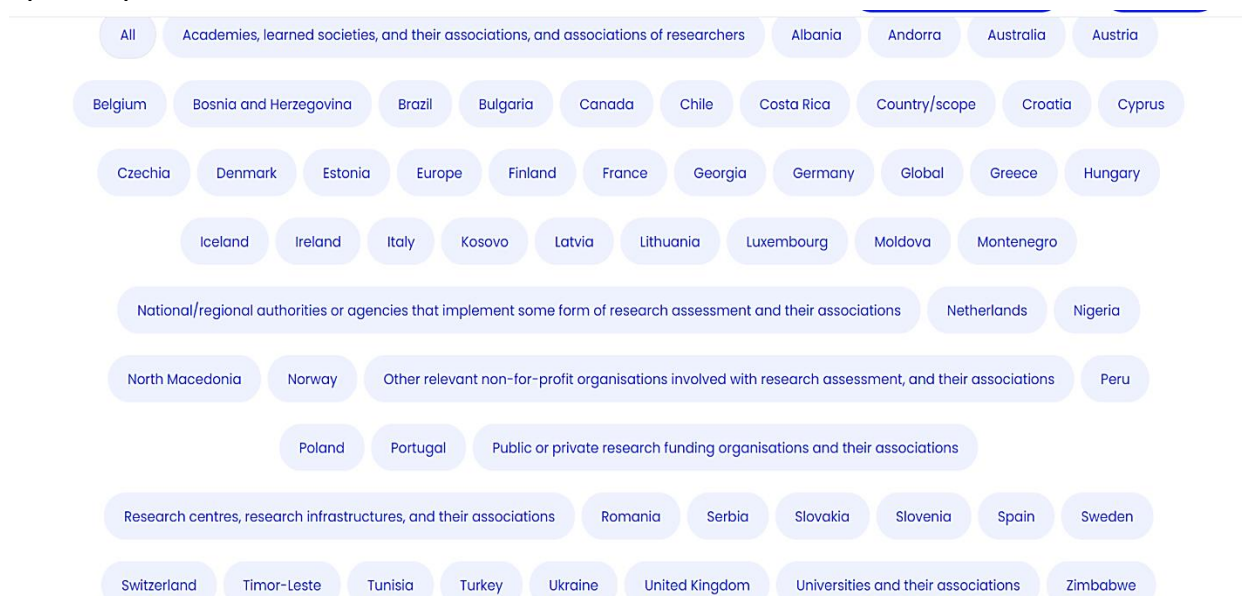 All Academies, learned societies, and their associations, and associations of researchers Albania Andorra Australia Austria
Belgium Bosnia and Herzegovina Brazil Bulgaria Canada Chile Costa Rica Country/scope Croatia Cyprus
Czechia Denmark Estonia Europe Finland France Georgia Germany Global Greece Hungary
Iceland Ireland Italy Kosovo Latvia Lithuania Luxembourg Moldova Montenegro
National/regional authorities or agencies that implement some form of research assessment and their associations Netherlands Nigeria
North Macedonia Norway Other relevant non-for-profit organisations involved with research assessment, and their associations Peru
Poland Portugal Public or private research funding organisations and their associations
Research centres, research infrastructures, and their associations Romania Serbia Slovakia Slovenia Spain Sweden
Switzerland Timor-Leste Tunisia Turkey Ukraine United Kingdom Universities and their associations Zimbabwe